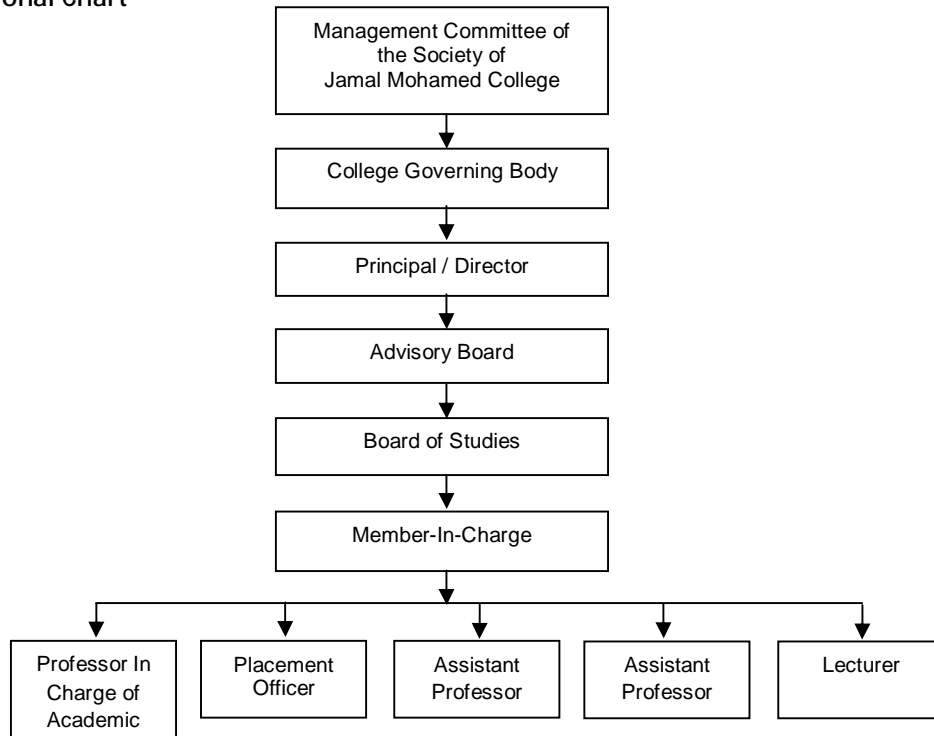 Management Committee of
the Society of
Jamal Mohamed College
College Governing Body
Principal / Director
Advisory Board
Board of Studies
Member-In-Charge
Professor In
Charge of
Academic
Placement
Officer
Assistant
Professor
Assistant
Professor
Lecturer